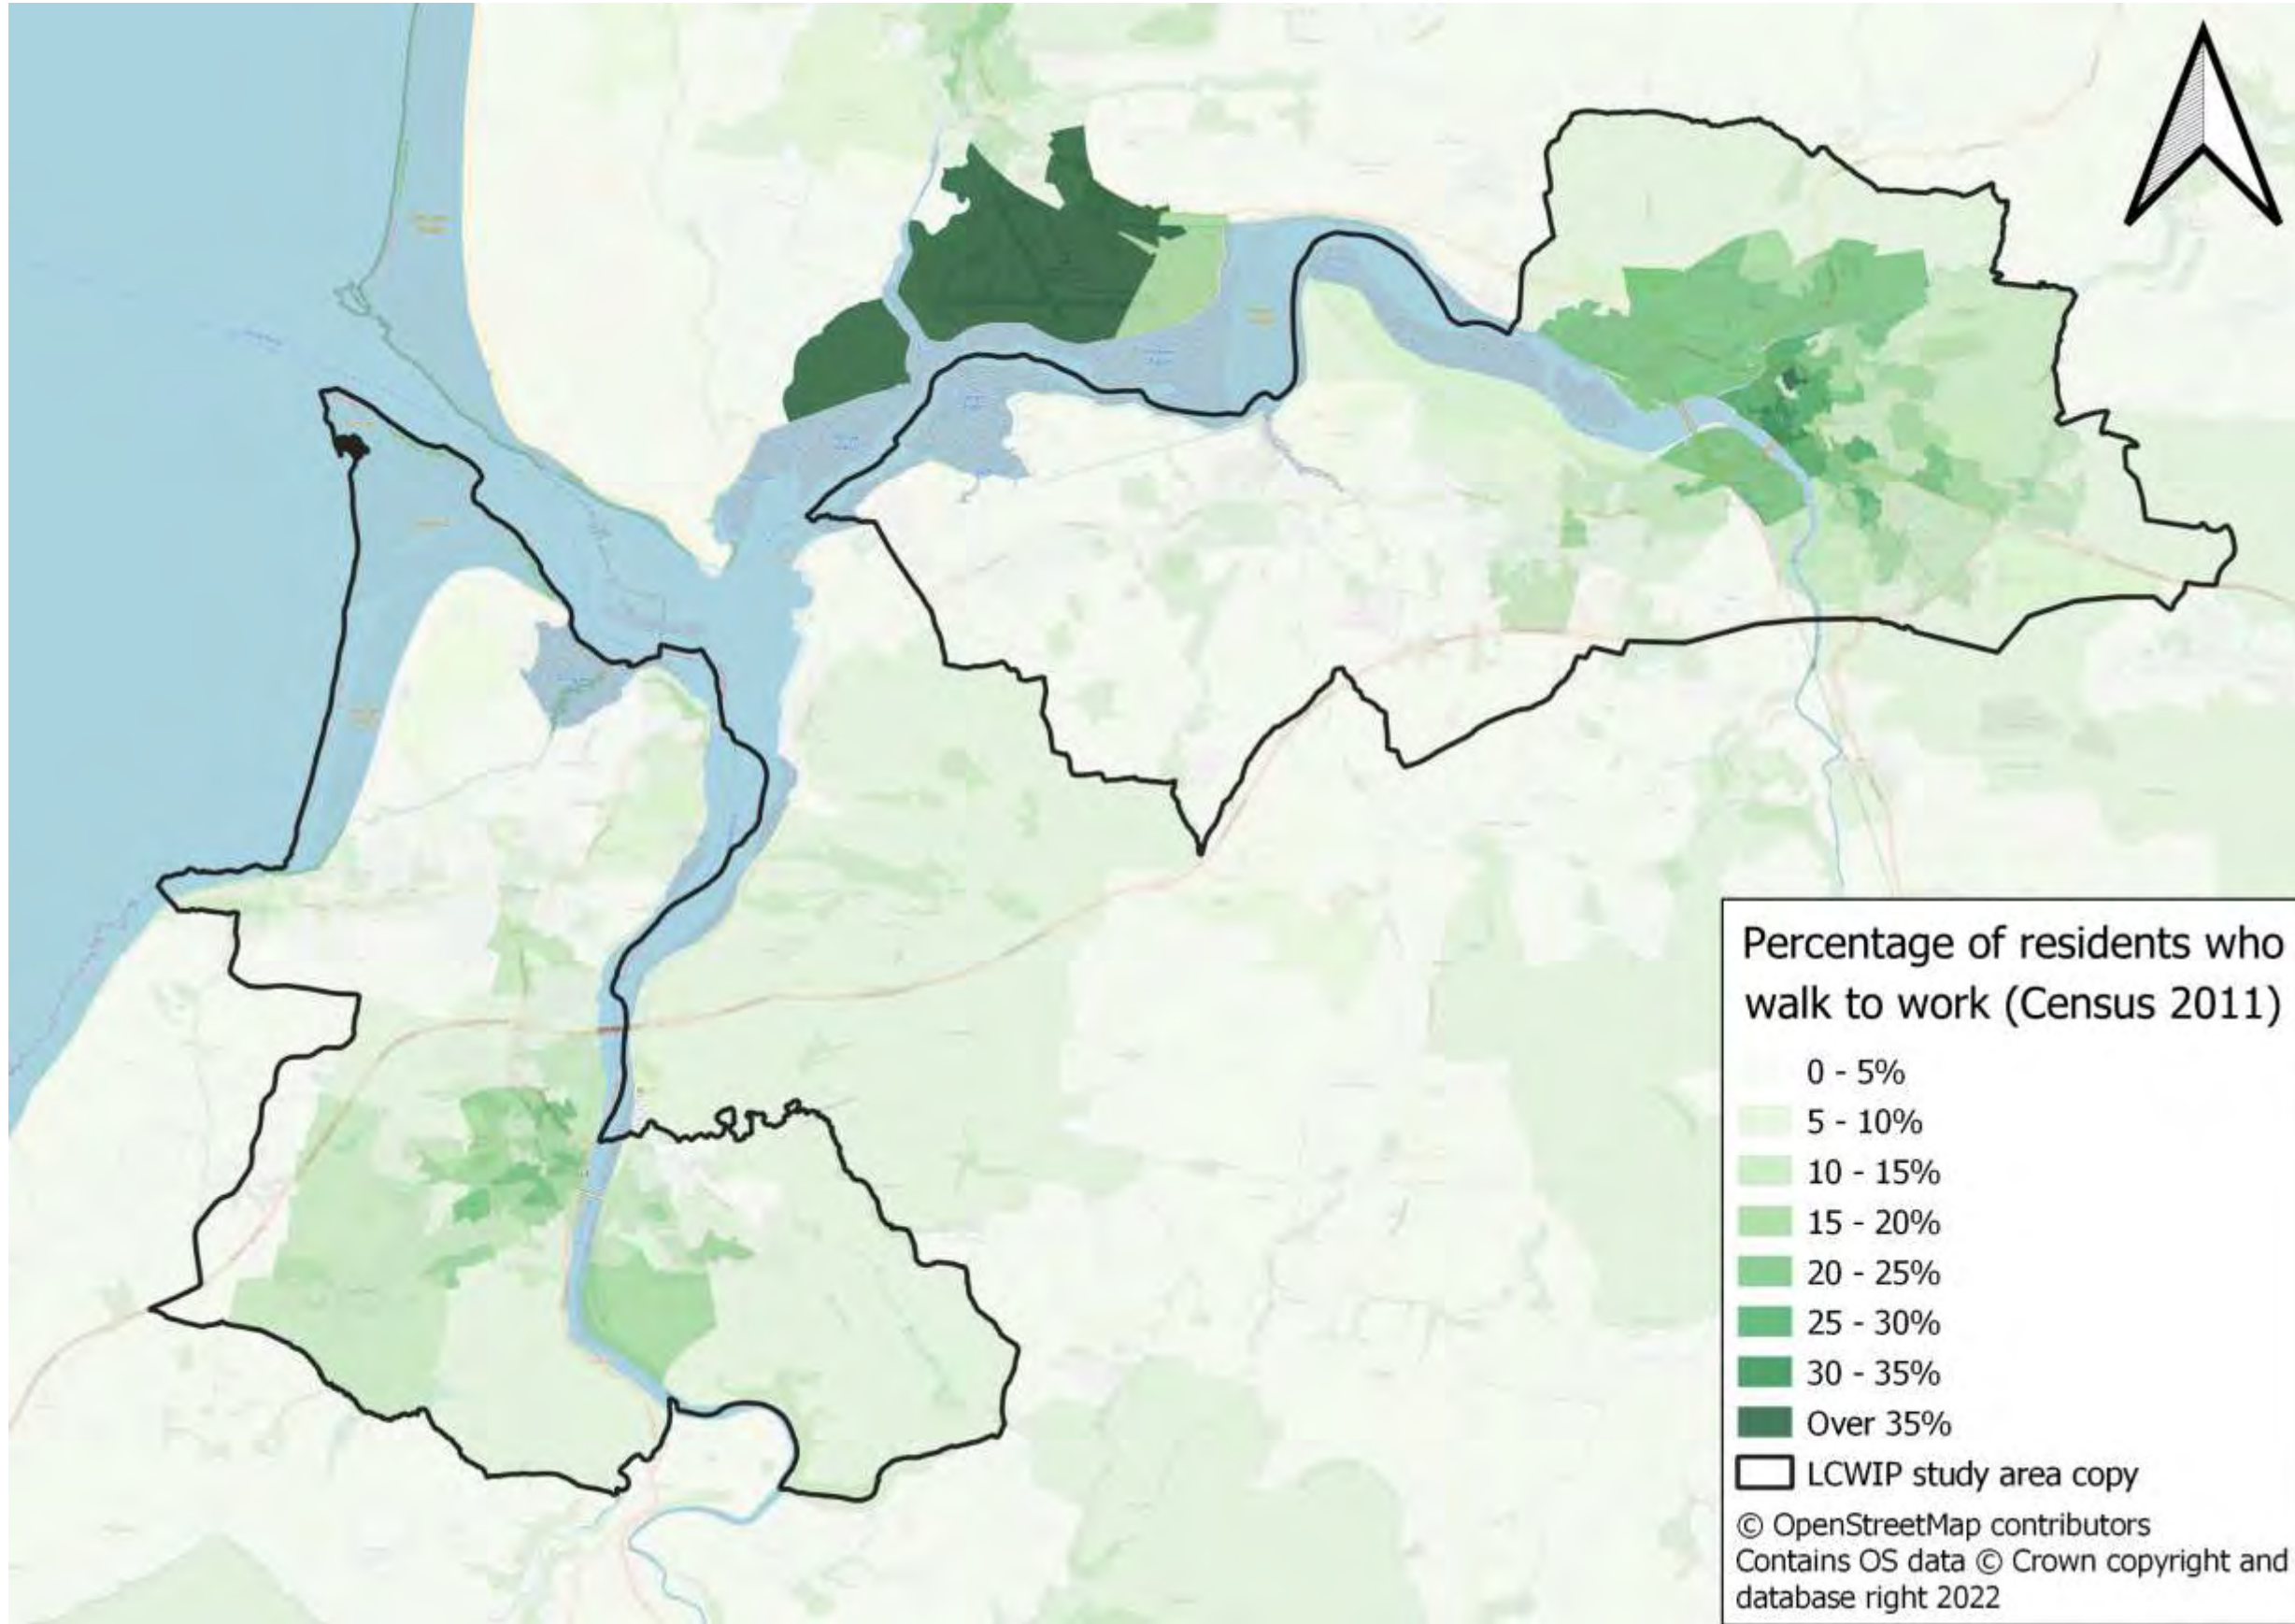 Percentage of residents who
walk to work (Census 2011)
0 - 5%
5 - 10%
10 - 15%
15 - 20%
20 - 25%
25 - 30%
30 - 35%
Over 35%
LCWIP study area copy
© OpenStreetMap contributors
Contains OS data © Crown copyright and
database right 2022